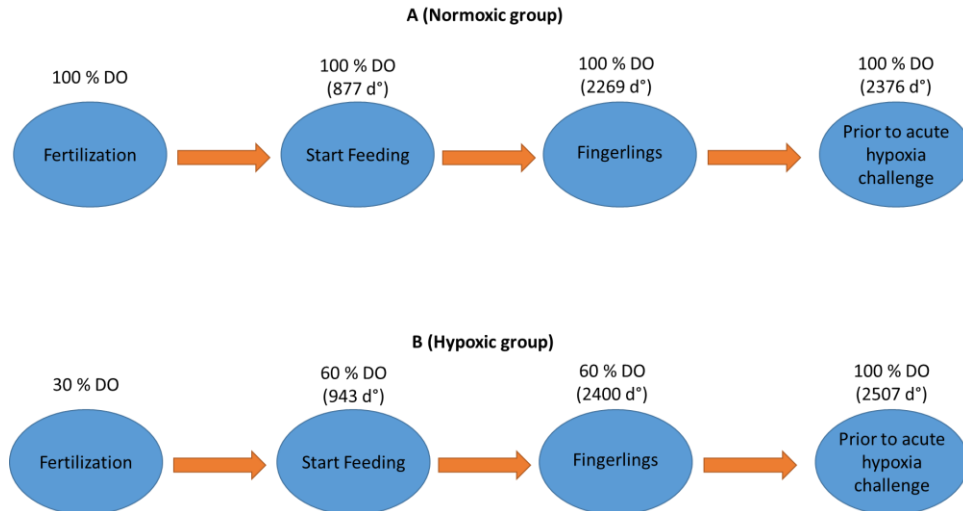 A (Normoxic group)
100 % DO
100 % DO
(877 d°)
100 % DO
(2269 d°)
100 % DO
(2376 d°)
Fertilization
Start Feeding
Fingerlings
Prior to acute
hypoxia
challenge
B (Hypoxic group)
30 % DO
60 % DO
(943 d°)
60 % DO
(2400 d°)
100 % DO
(2507 d°)
Fertilization
Start Feeding
Fingerlings
Prior to acute
hypoxia
challenge